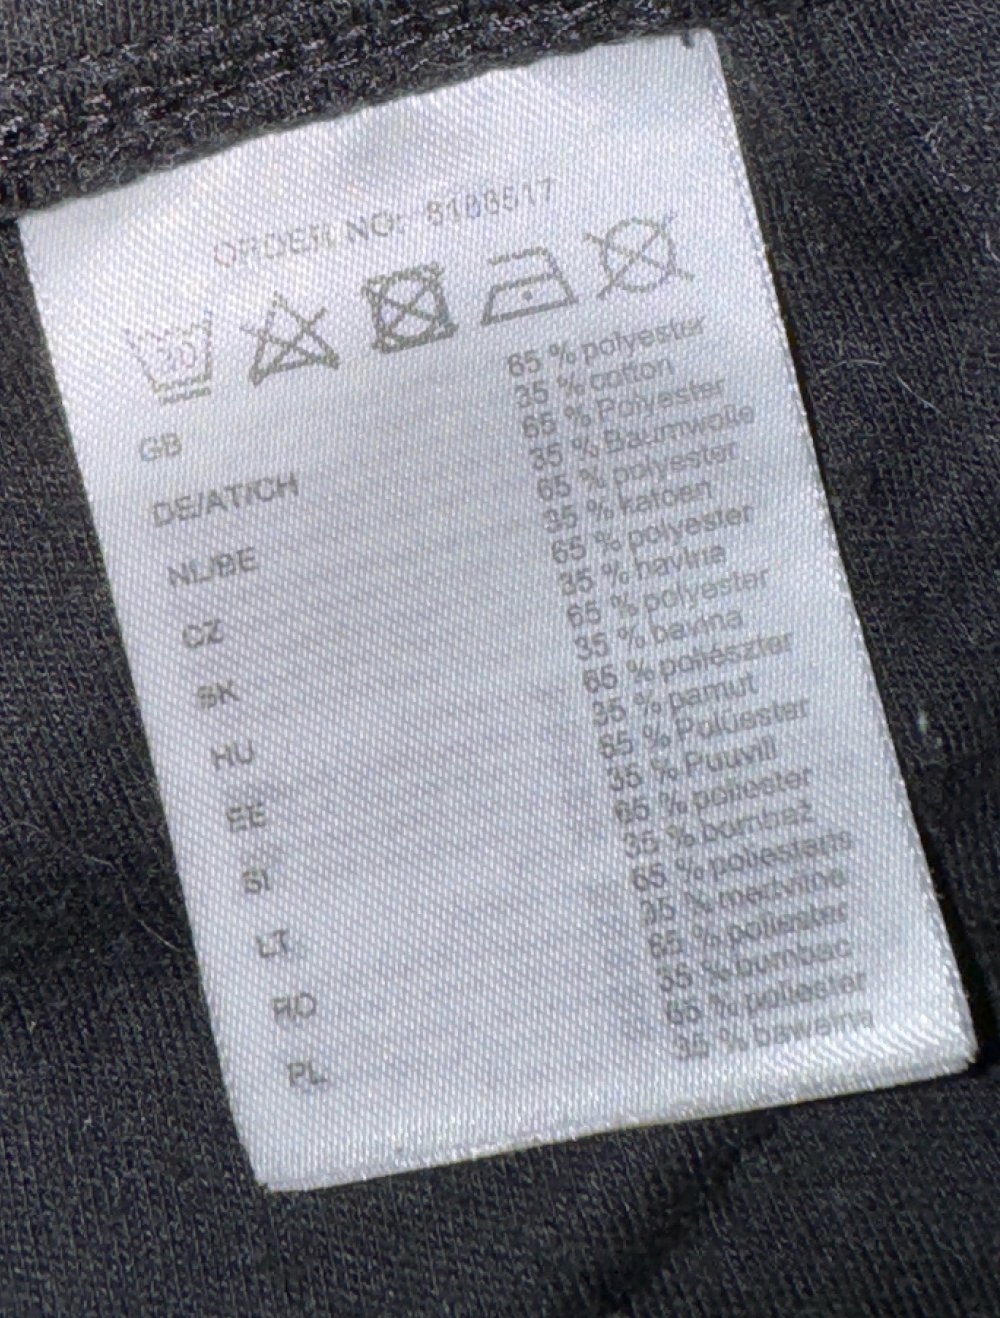 ORDER NO: 8108517
30
GB
65 % polyester
35 % cotton
DE/AT/CH
65 % Polyester
35 % Baumwolle
NL/BE
65 % polyester
35 % katoen
CZ
65 % polyester
35 % bavlna
SK
65 % polyester
35 % bavlna
HU
65 % poliészter
35 % pamut
EE
65 % Polüester
35 % Puuvill
SI
65 % poliester
35 % bombaž
LT
65 % poliesteris
35 % medvilnė
RO
65 % poliester
35 % bumbac
PL
65 % poliester
35 % bawełna